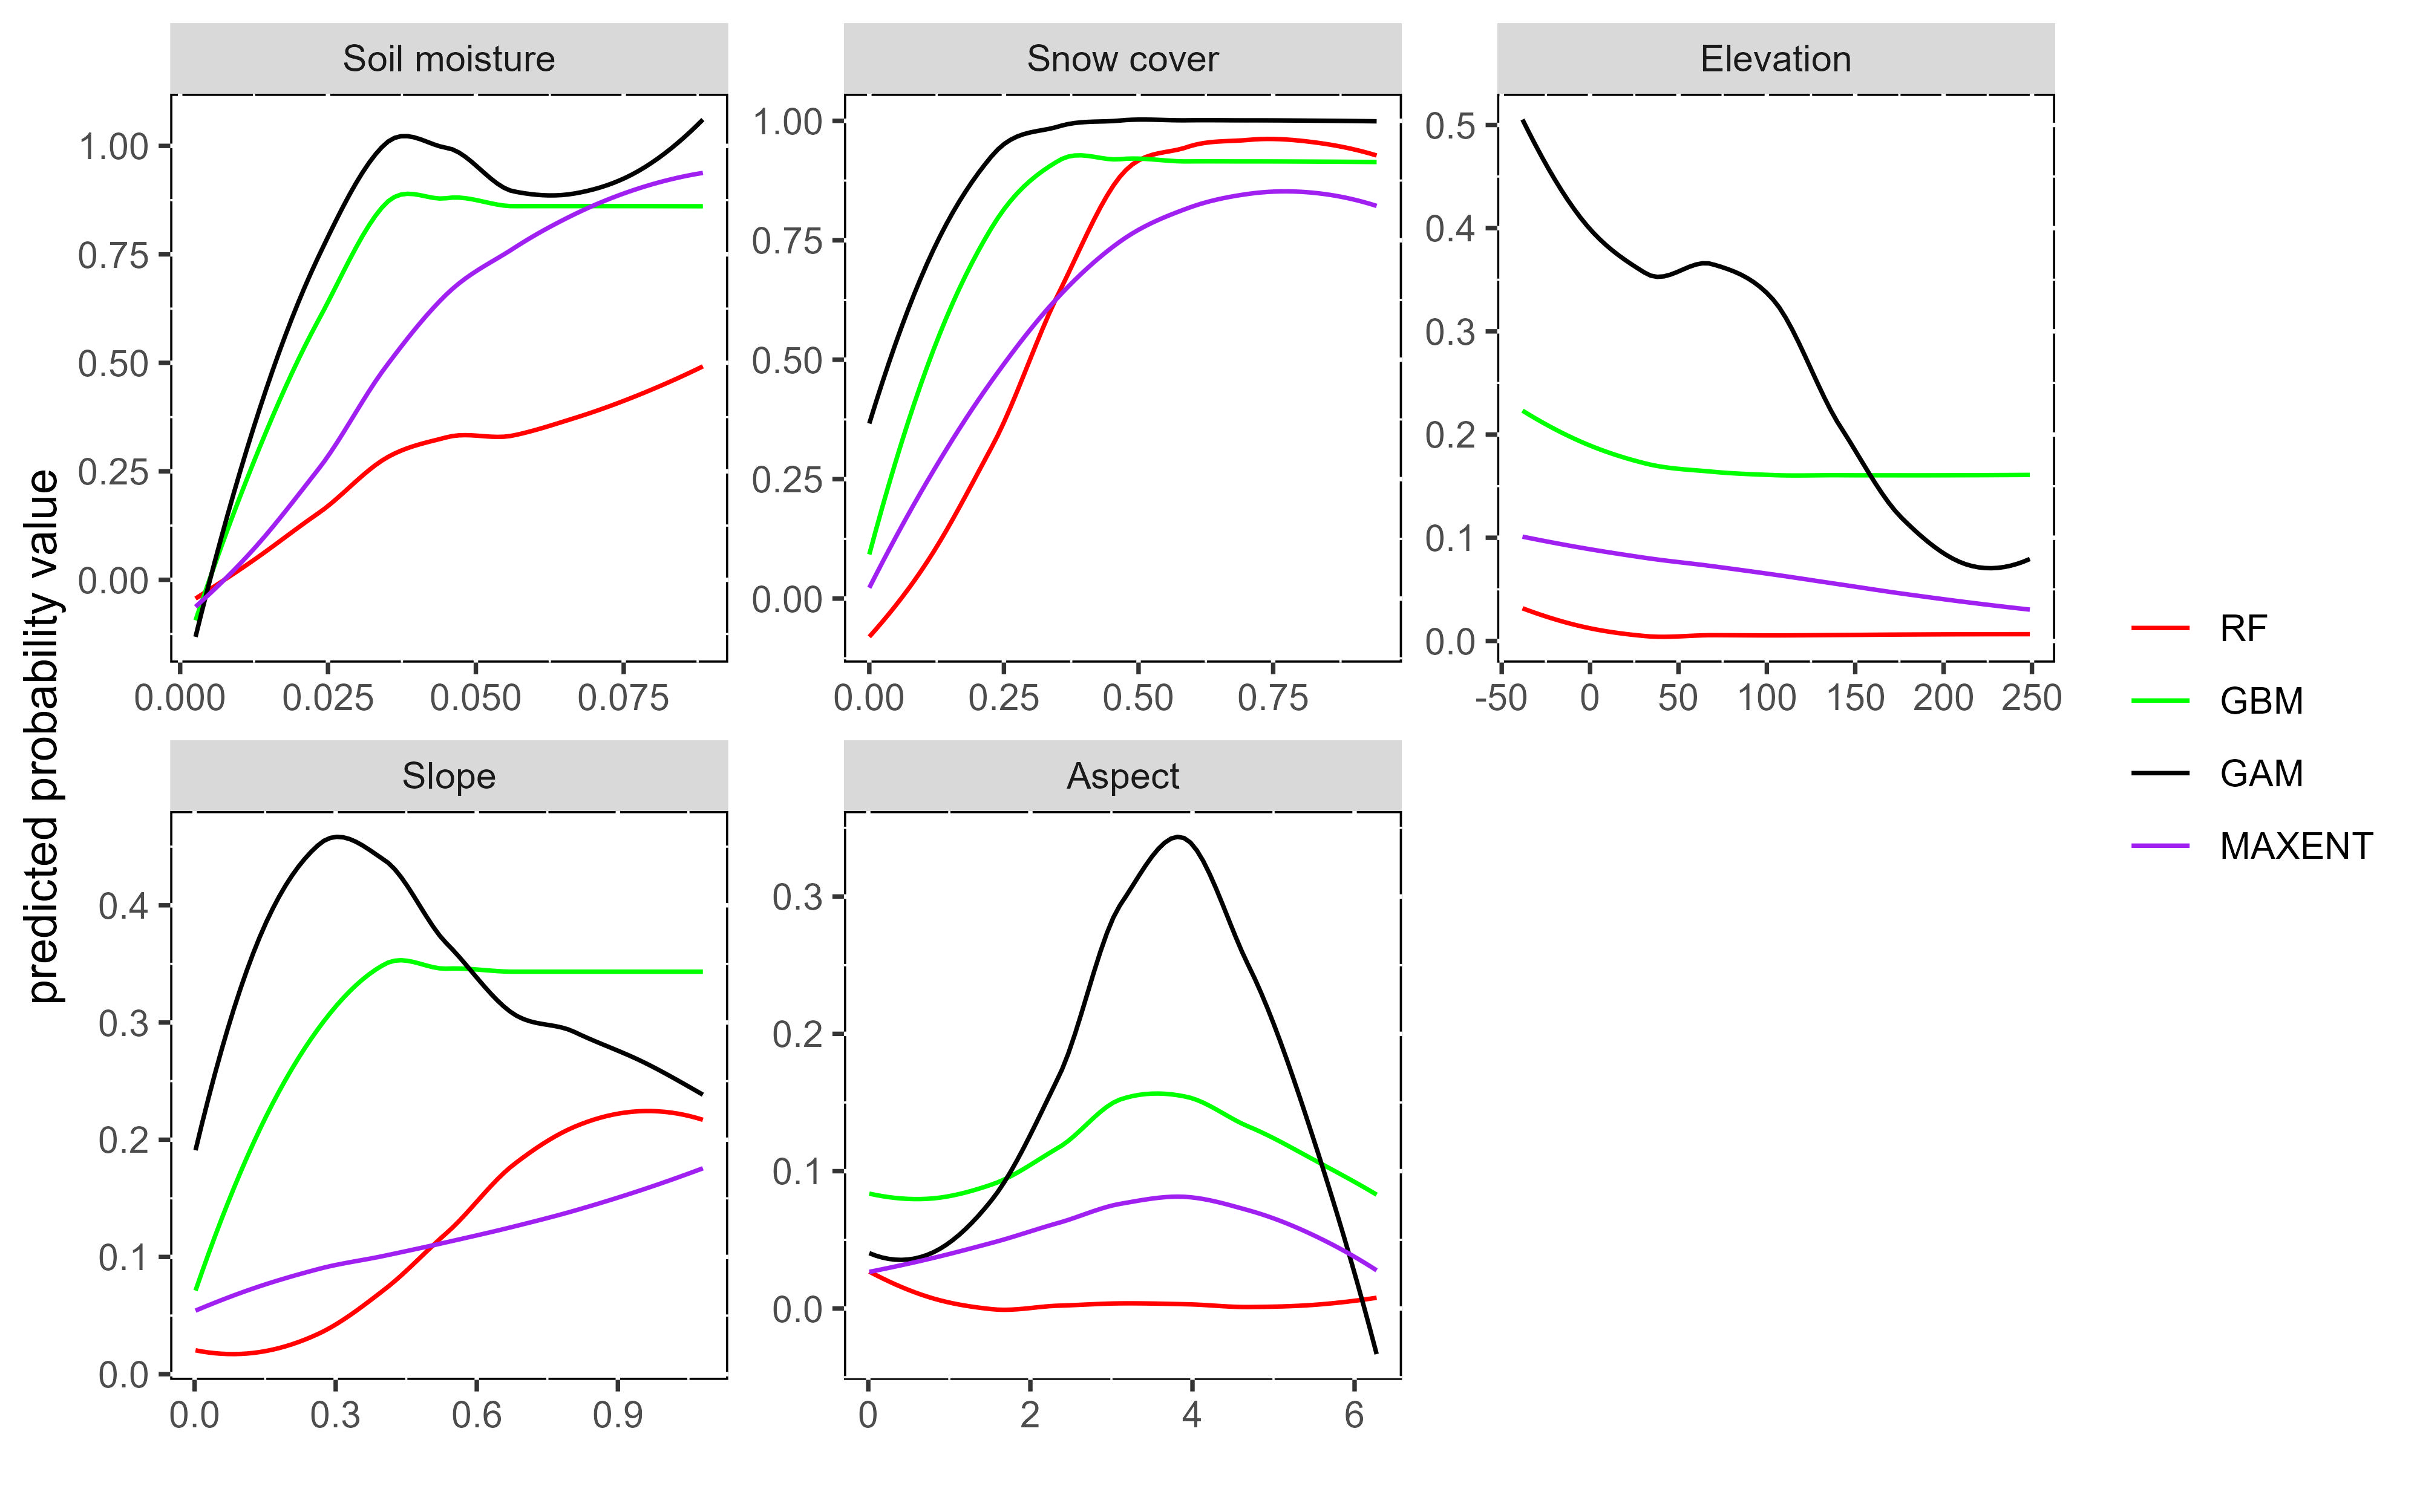 Soil moisture
Snow cover
Elevation
1.00
0.75
0.50
0.25
0.00
0.000 0.025 0.050 0.075
1.00
0.75
0.50
0.25
0.00
0.00 0.25 0.50 0.75
0.5
0.4
0.3
0.2
0.1
0.0
-50 0 50 100 150 200 250
predicted probability value
Slope
Aspect
0.4
0.3
0.2
0.1
0.0
0.0 0.3 0.6 0.9
0.3
0.2
0.1
0.0
0 2 4 6
RF
GBM
GAM
MAXENT